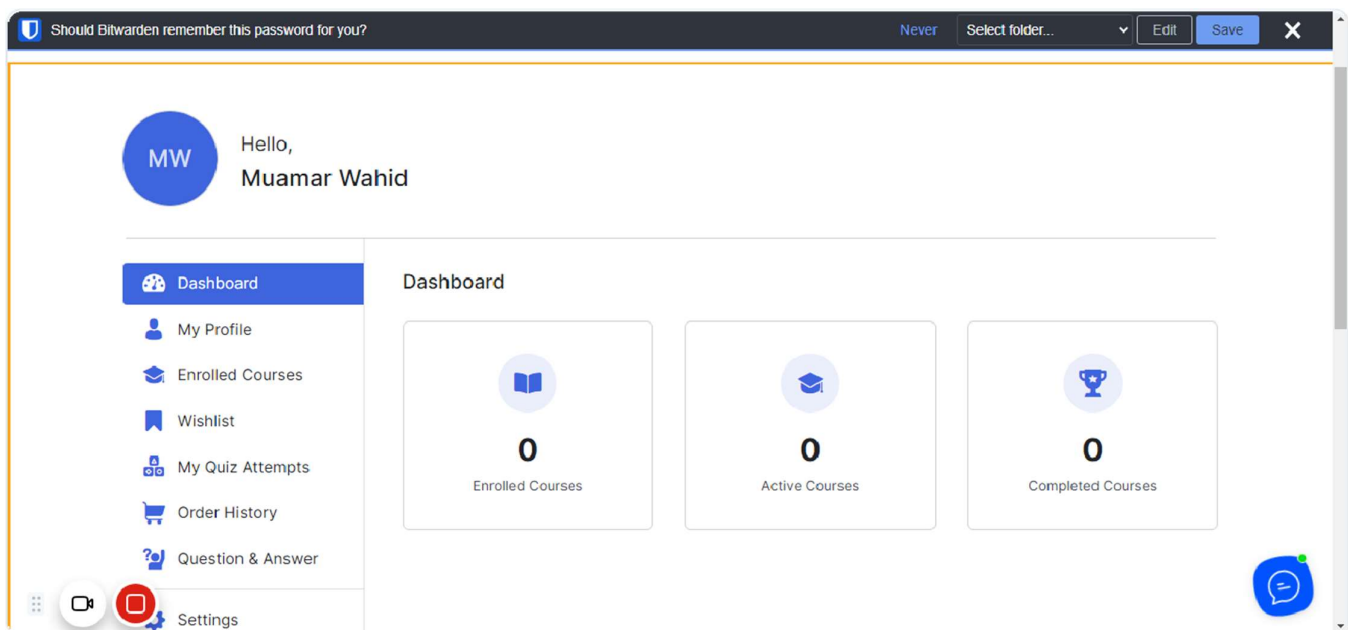 Should Bitwarden remember this password for you?
Never
Select folder...
Edit
Save
MW
Hello,
Muamar Wahid
Dashboard
My Profile
Enrolled Courses
Wishlist
My Quiz Attempts
Order History
Question & Answer
Settings
Dashboard
0
Enrolled Courses
0
Active Courses
0
Completed Courses